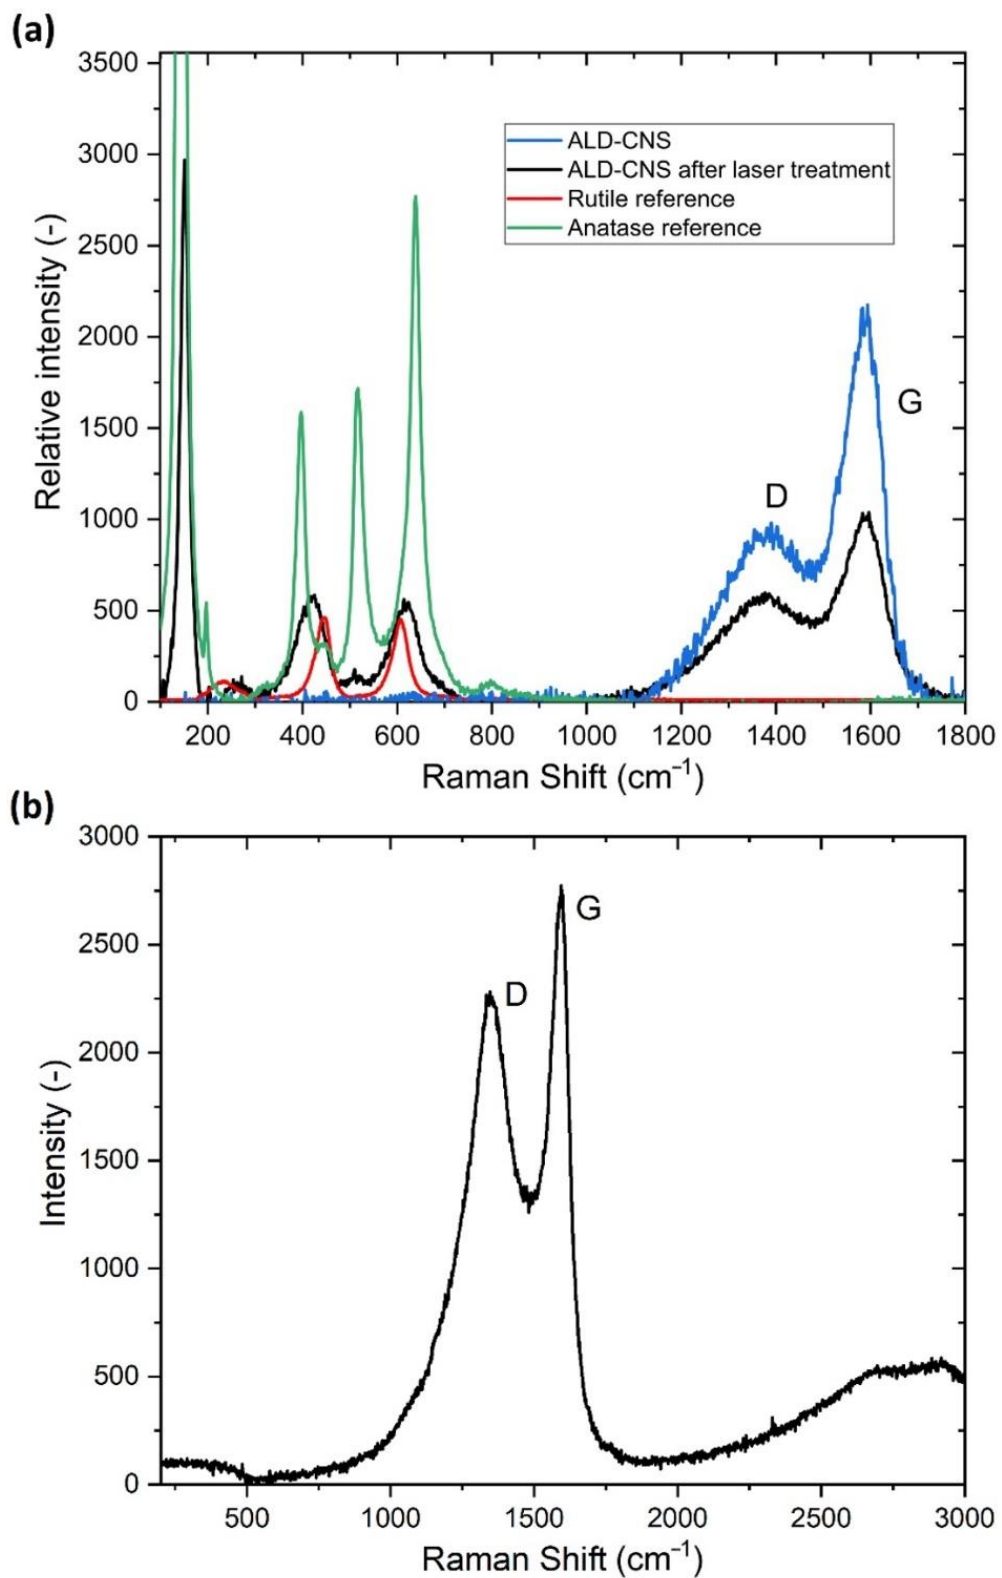 (a)
3500
3000
2500
2000
1500
1000
500
0
Relative intensity (-)
ALD-CNS
ALD-CNS after laser treatment
Rutile reference
Anatase reference
D
G
200 400 600 800 1000 1200 1400 1600 1800
Raman Shift (cm⁻¹)
(b)
3000
2500
2000
1500
1000
500
0
Intensity (-)
G
D
500 1000 1500 2000 2500 3000
Raman Shift (cm⁻¹)